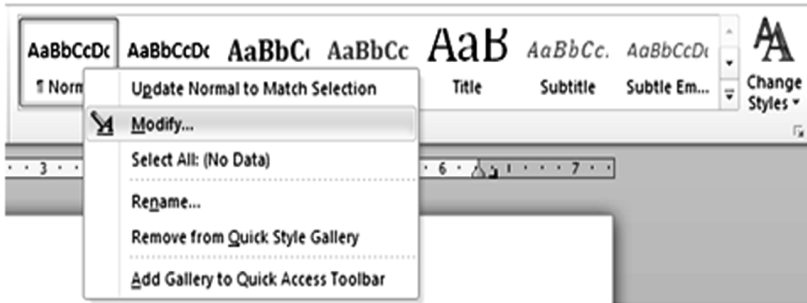 AaBbCcDc AaBbCcDc AaBbC AaBbCc AaB AaBbCc. AaBbCcDc
¶ Norm Title Subtitle Subtle Em...
Change
Styles
Update Normal to Match Selection
Modify...
Select All: (No Data)
Rename...
Remove from Quick Style Gallery
Add Gallery to Quick Access Toolbar
3 6 7